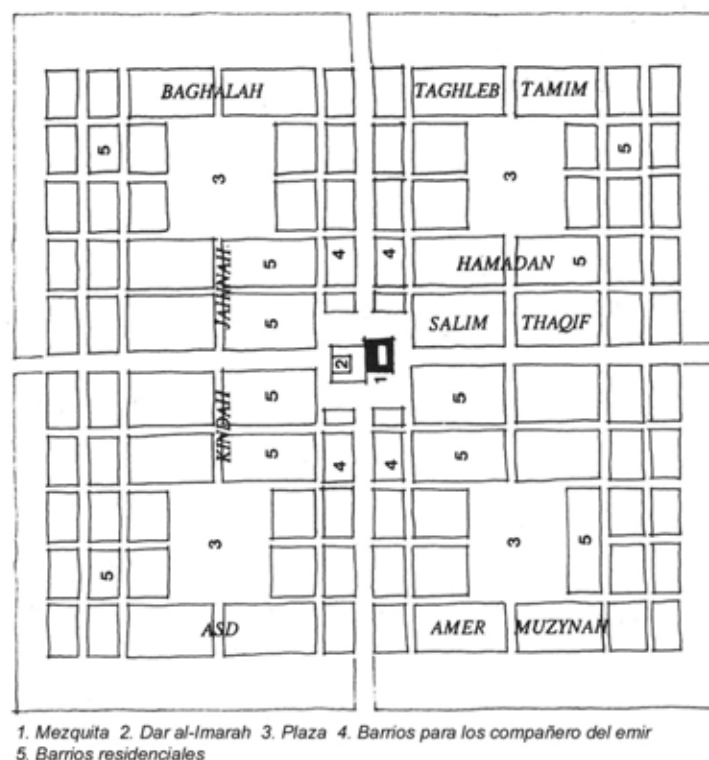 BAGHALAH TAGHLEB TAMIM
5 5
3 3
4 4 HAMADAN 5
JAIHNAH 5
5 SALIM THAQIF
2 1
KINDAH 5 5
5 4 4 5
3 3 5
5
ASD AMER MUZYNAH
1. Mezquita 2. Dar al-Imarah 3. Plaza 4. Barrios para los compañero del emir
5. Barrios residenciales